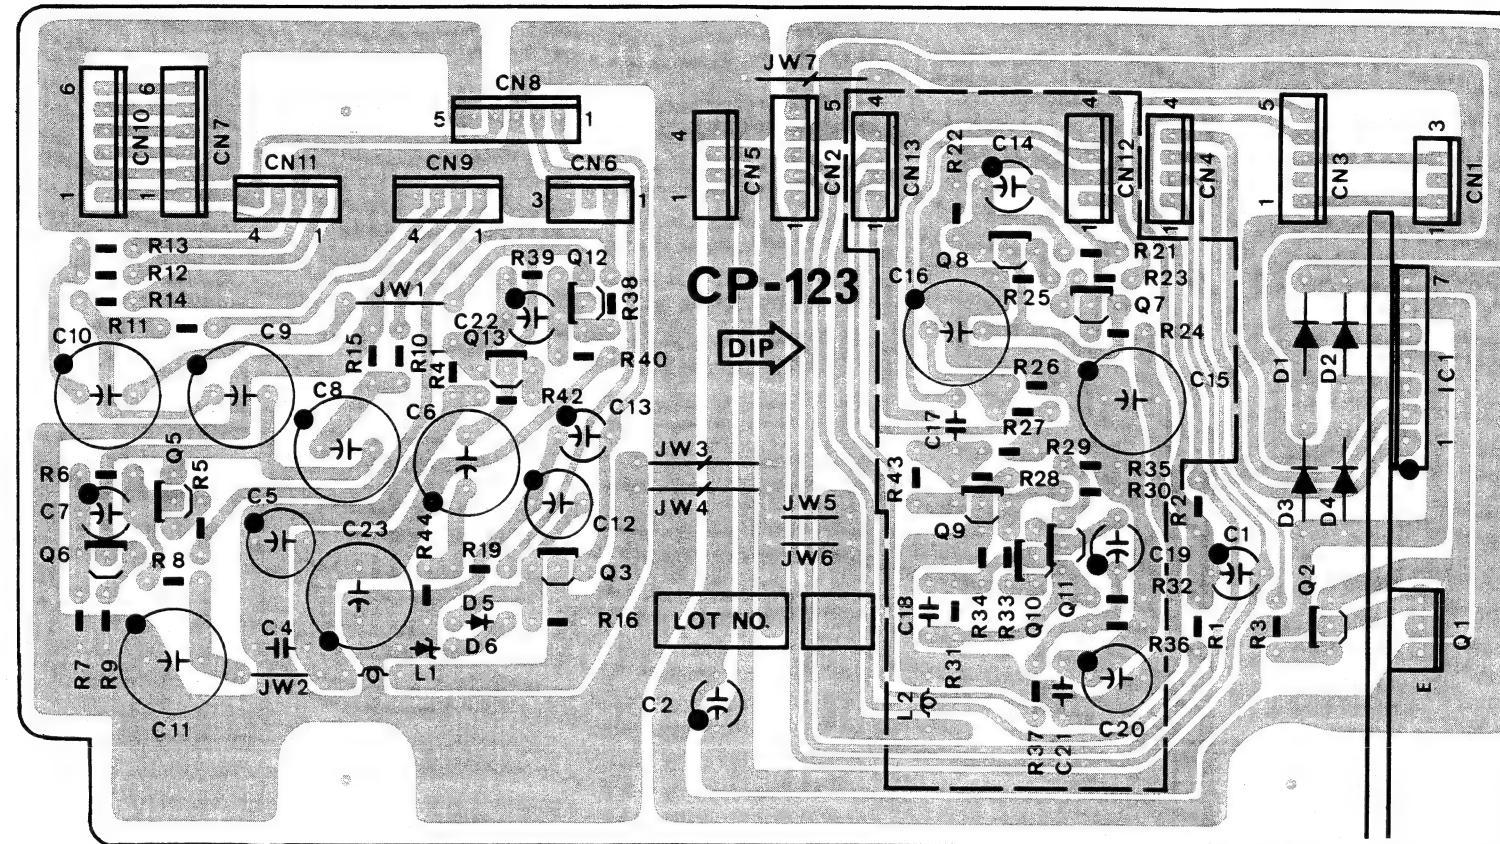 JW7
CN8
5
1
6
6
CN10
CN7
1
1
CN11
4
1
CN9
4
1
CN6
3
1
4
CN5
1
5
CN2
1
4
CN13
1
R22
C14
4
CN12
1
4
CN4
5
CN3
1
3
CN1
1
R13
R12
R14
R11
JW1
R39
Q12
R38
C22
Q13
CP-123
DIP
C16
Q8
R25
R21
R23
Q7
R24
7
IC1
1
D1
D2
C10
C9
R15
R10
R41
R40
R42
C13
C8
C6
R26
C15
C17
R27
R29
R28
R35
R30
R43
R2
JW3
JW4
JW5
JW6
D3
D4
R6
Q5
R5
C7
C5
C23
R44
C12
Q6
R8
R19
Q3
Q9
C19
C1
R32
Q2
Q11
D5
D6
R16
LOT NO.
C18
R34
R33
Q10
R36
R1
R3
Q1
E
C4
L1
JW2
R7
R9
C11
C2
R31
L2
R37
C21
C20